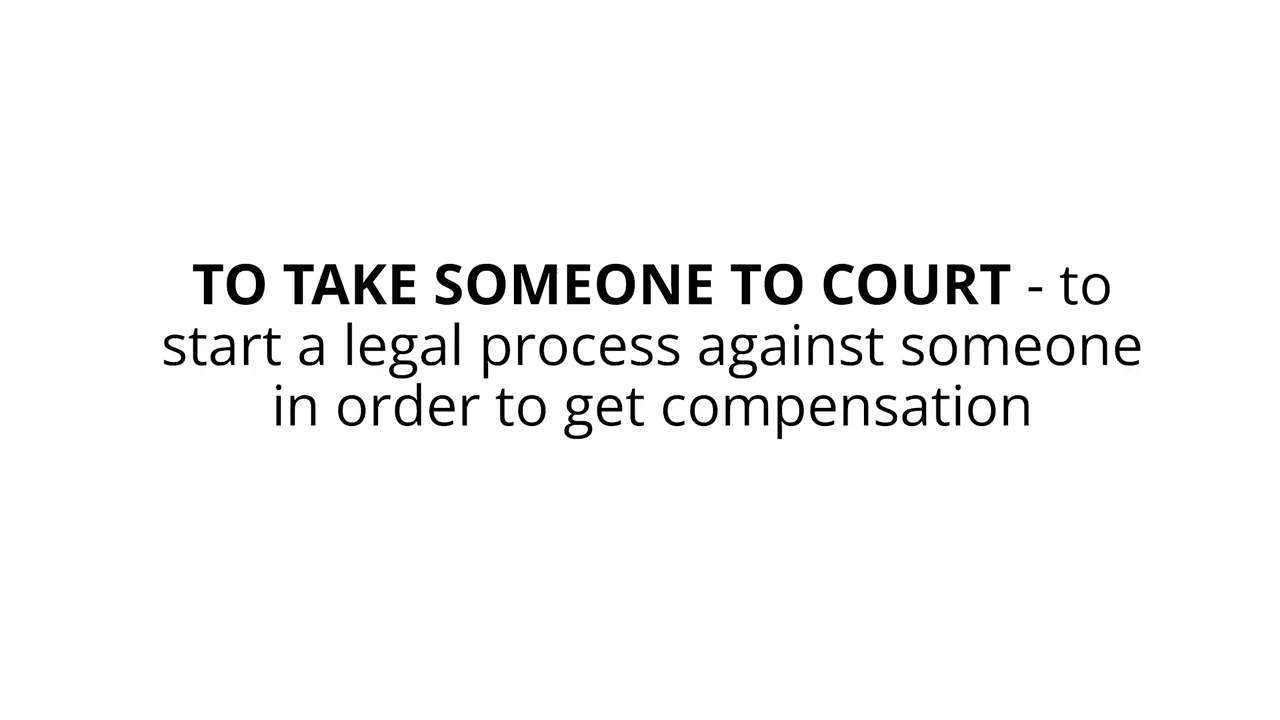 TO TAKE SOMEONE TO COURT - to
start a legal process against someone
in order to get compensation